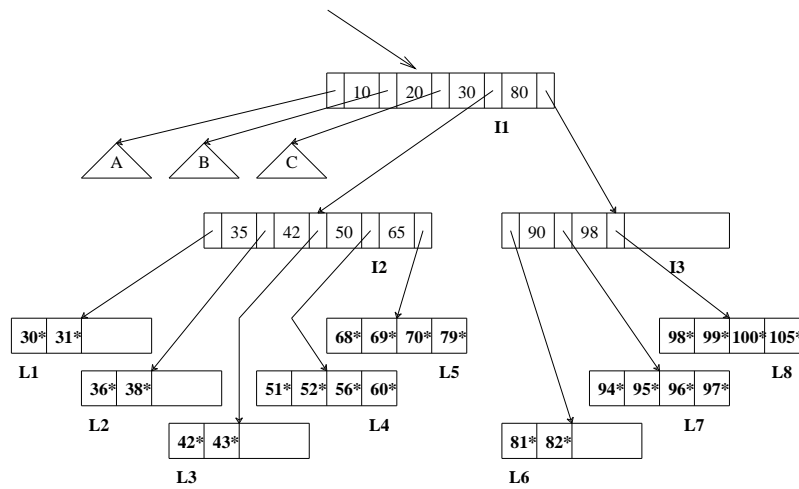 10 20 30 80
I1
A B C
35 42 50 65
I2
90 98
I3
30* 31*
L1
68* 69* 70* 79*
L5
98* 99* 100* 105*
L8
36* 38*
L2
51* 52* 56* 60*
L4
94* 95* 96* 97*
L7
42* 43*
L3
81* 82*
L6